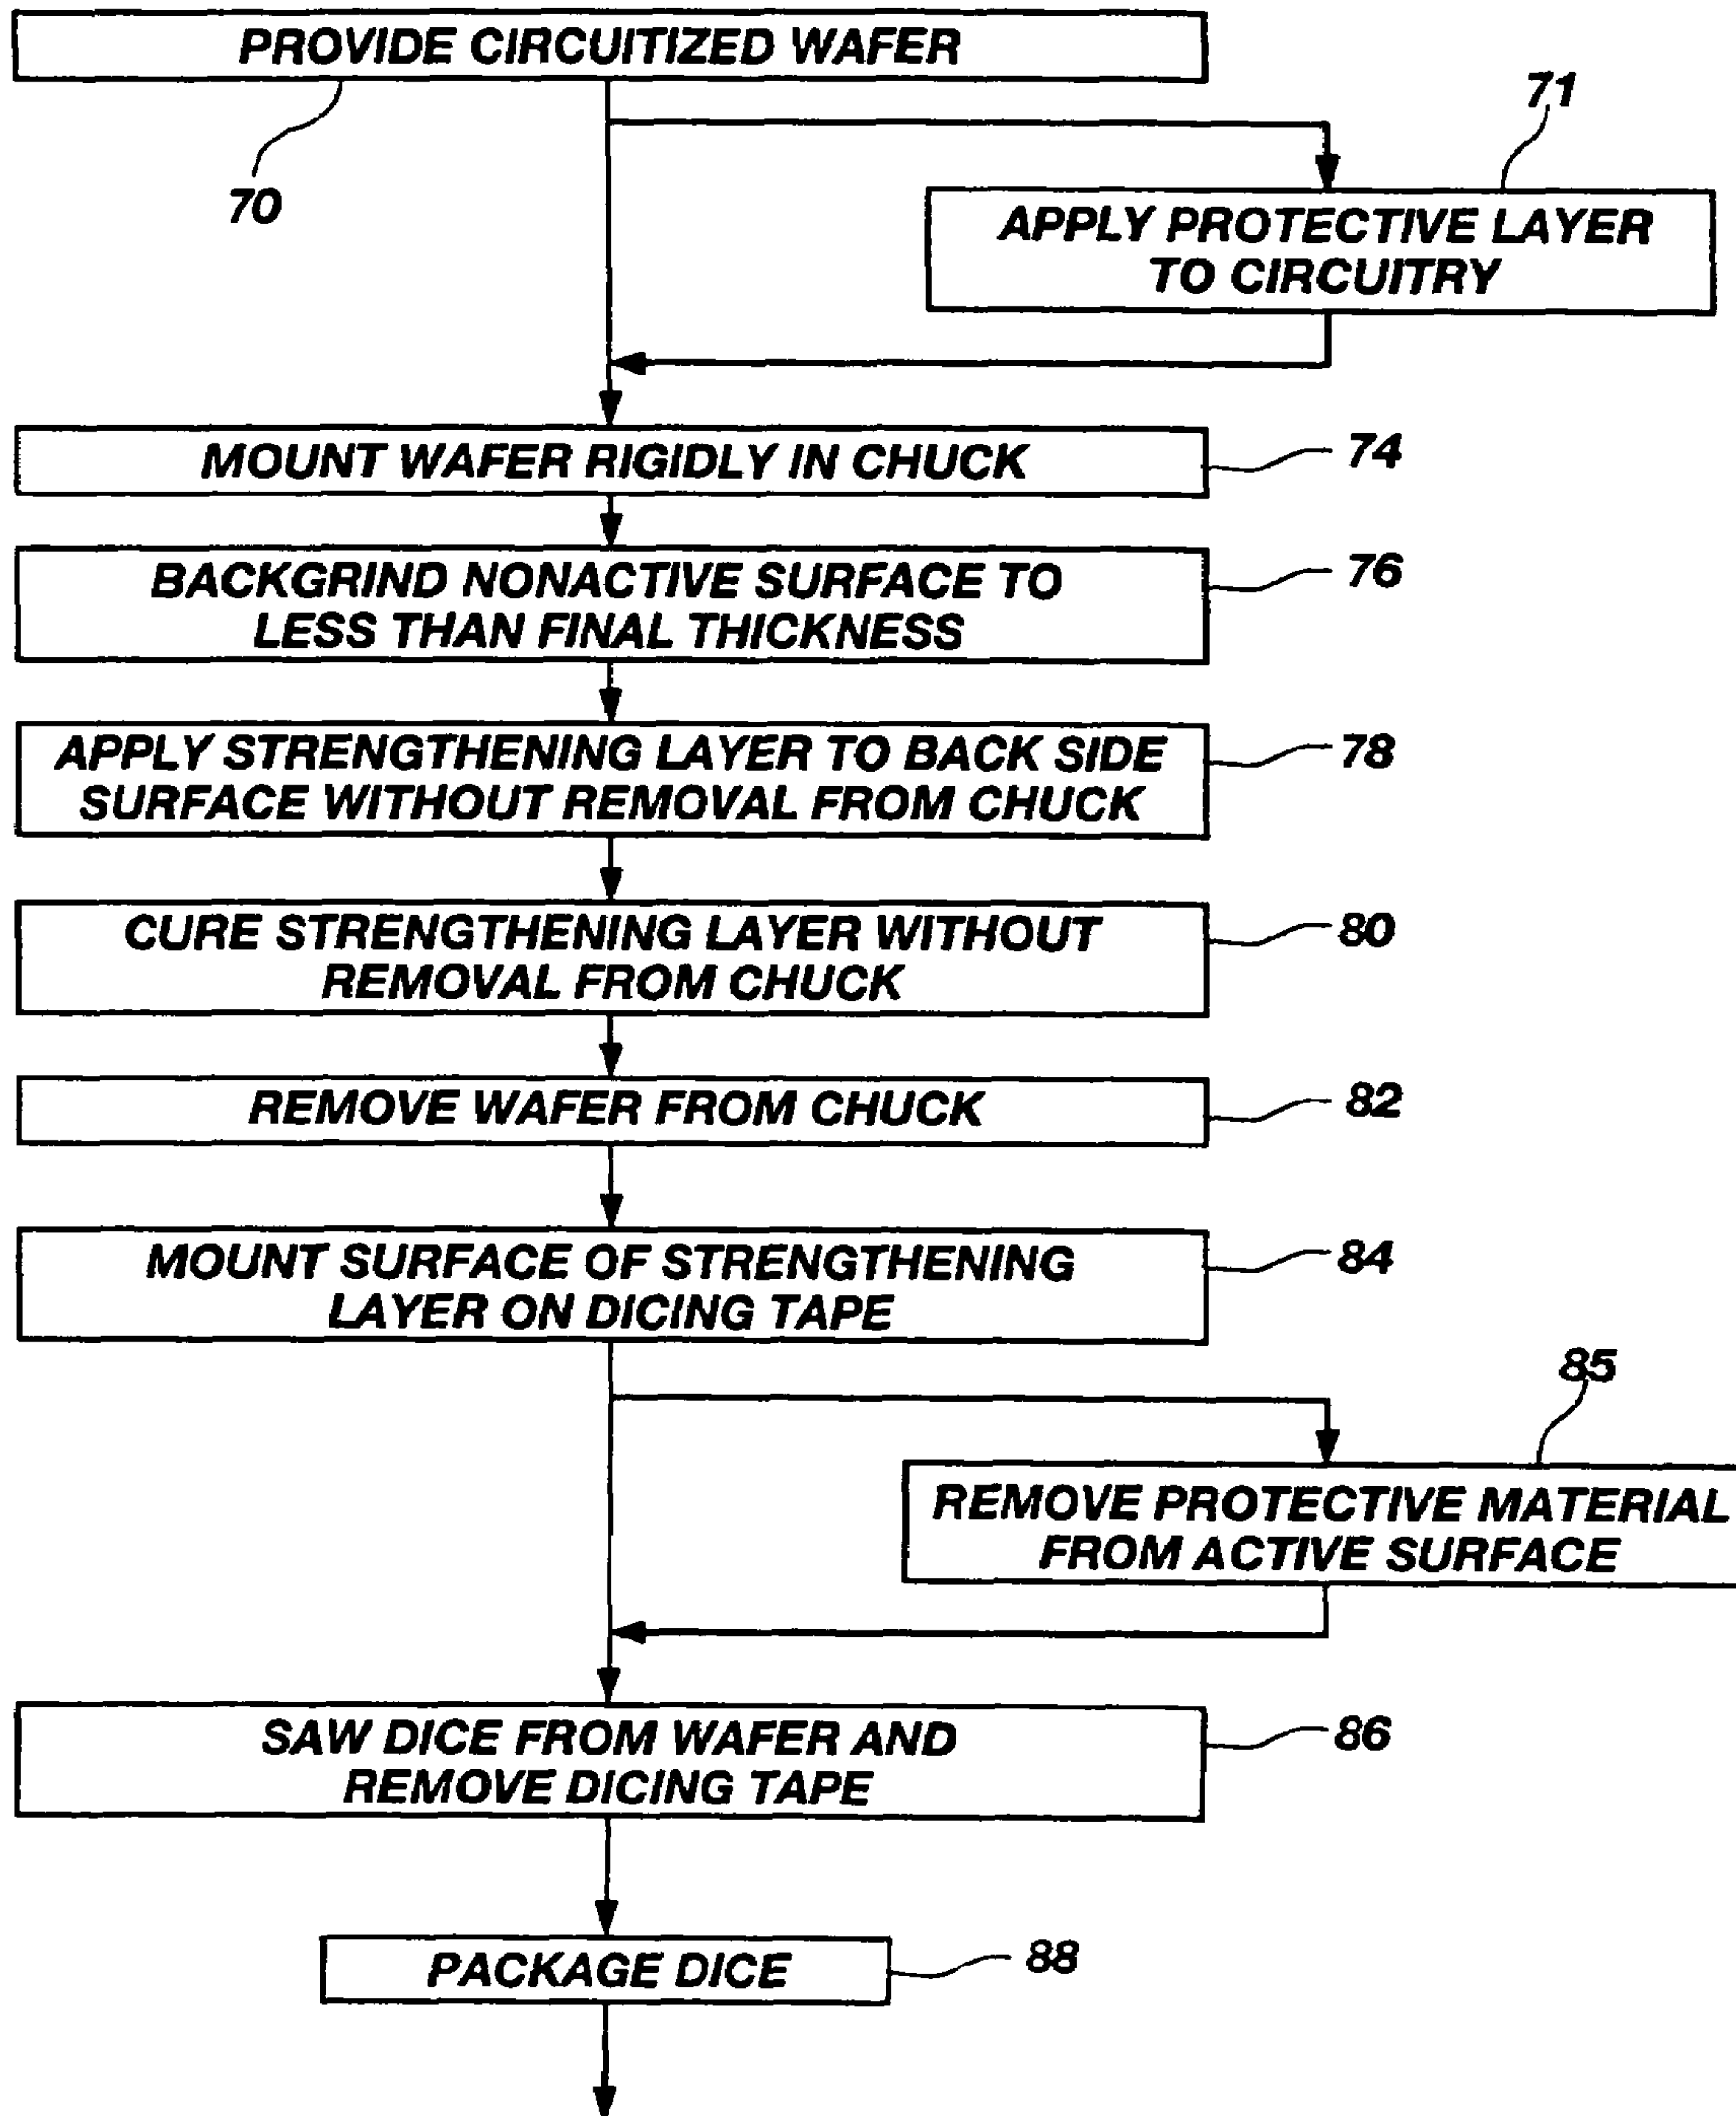 PROVIDE CIRCUITIZED WAFER
70
71
APPLY PROTECTIVE LAYER
TO CIRCUITRY
MOUNT WAFER RIGIDLY IN CHUCK
74
BACKGRIND NONACTIVE SURFACE TO
LESS THAN FINAL THICKNESS
76
APPLY STRENGTHENING LAYER TO BACK SIDE
SURFACE WITHOUT REMOVAL FROM CHUCK
78
CURE STRENGTHENING LAYER WITHOUT
REMOVAL FROM CHUCK
80
REMOVE WAFER FROM CHUCK
82
MOUNT SURFACE OF STRENGTHENING
LAYER ON DICING TAPE
84
85
REMOVE PROTECTIVE MATERIAL
FROM ACTIVE SURFACE
SAW DICE FROM WAFER AND
REMOVE DICING TAPE
86
PACKAGE DICE
88